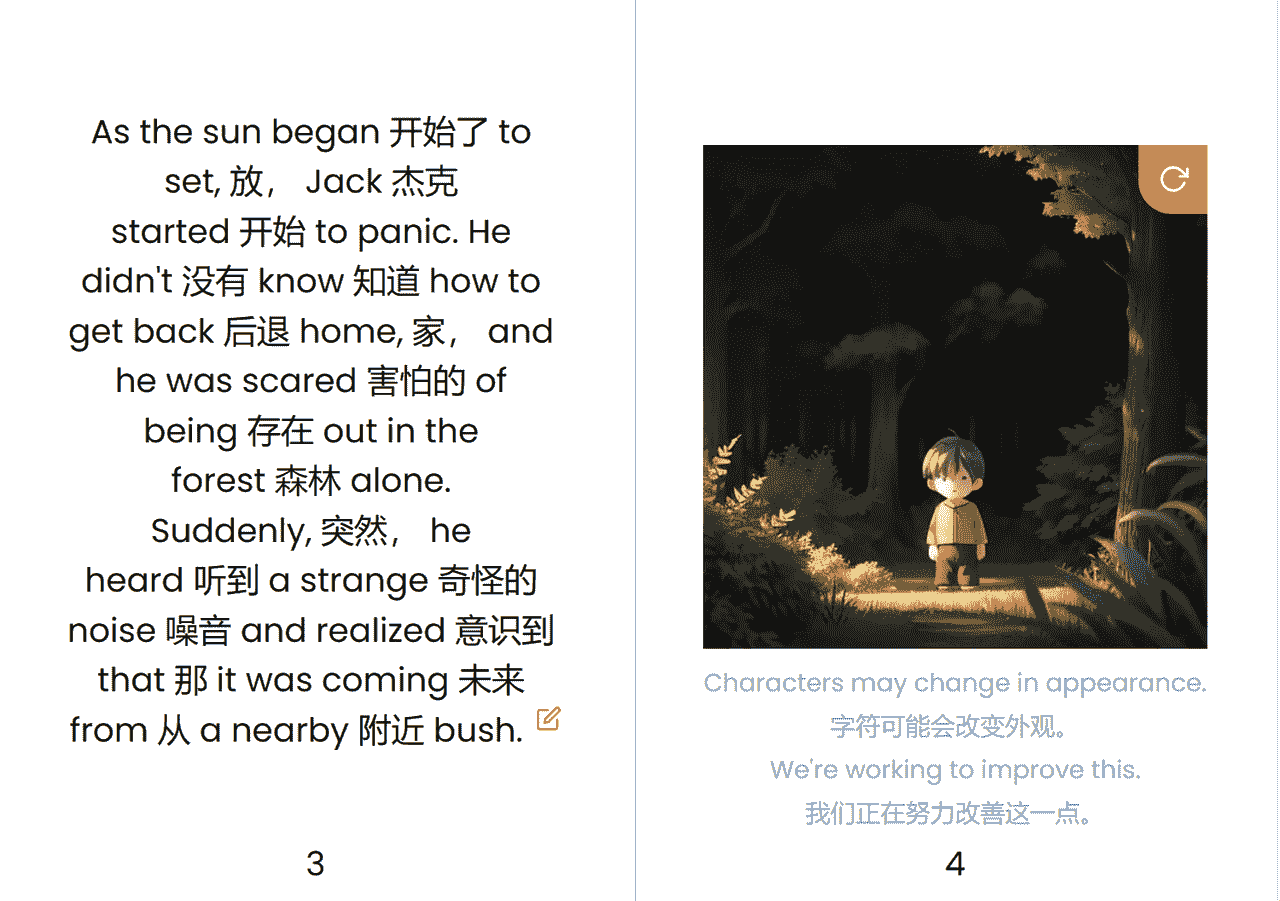 As the sun began 开始了 to
set, 放， Jack 杰克
started 开始 to panic. He
didn't 没有 know 知道 how to
get back 后退 home, 家， and
he was scared 害怕的 of
being 存在 out in the
forest 森林 alone.
Suddenly, 突然， he
heard 听到 a strange 奇怪的
noise 噪音 and realized 意识到
that 那 it was coming 未来
from 从 a nearby 附近 bush.
3
Characters may change in appearance.
字符可能会改变外观。
We're working to improve this.
我们正在努力改善这一点。
4